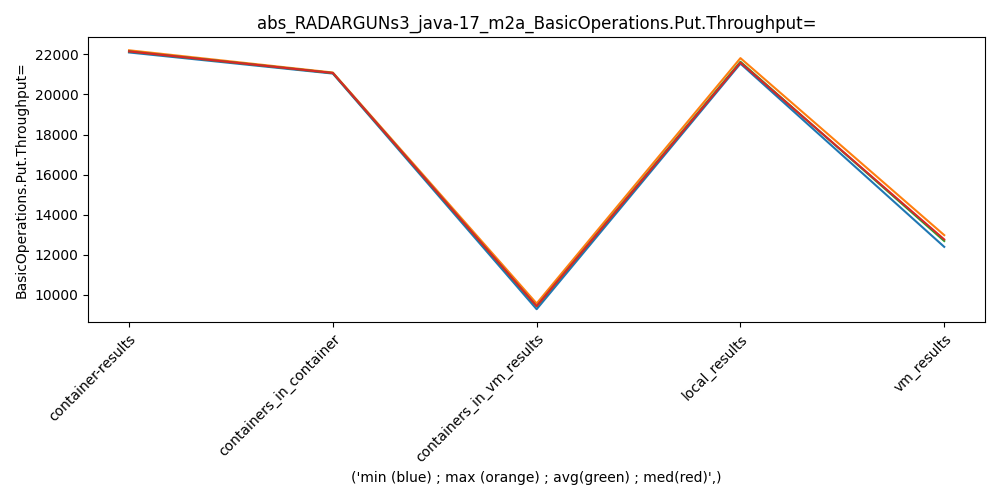 abs_RADARGUNs3_java-17_m2a_BasicOperations.Put.Throughput=
BasicOperations.Put.Throughput=
22000
20000
18000
16000
14000
12000
10000
container-results
containers_in_container
containers_in_vm_results
local_results
vm_results
('min (blue) ; max (orange) ; avg(green) ; med(red)',)